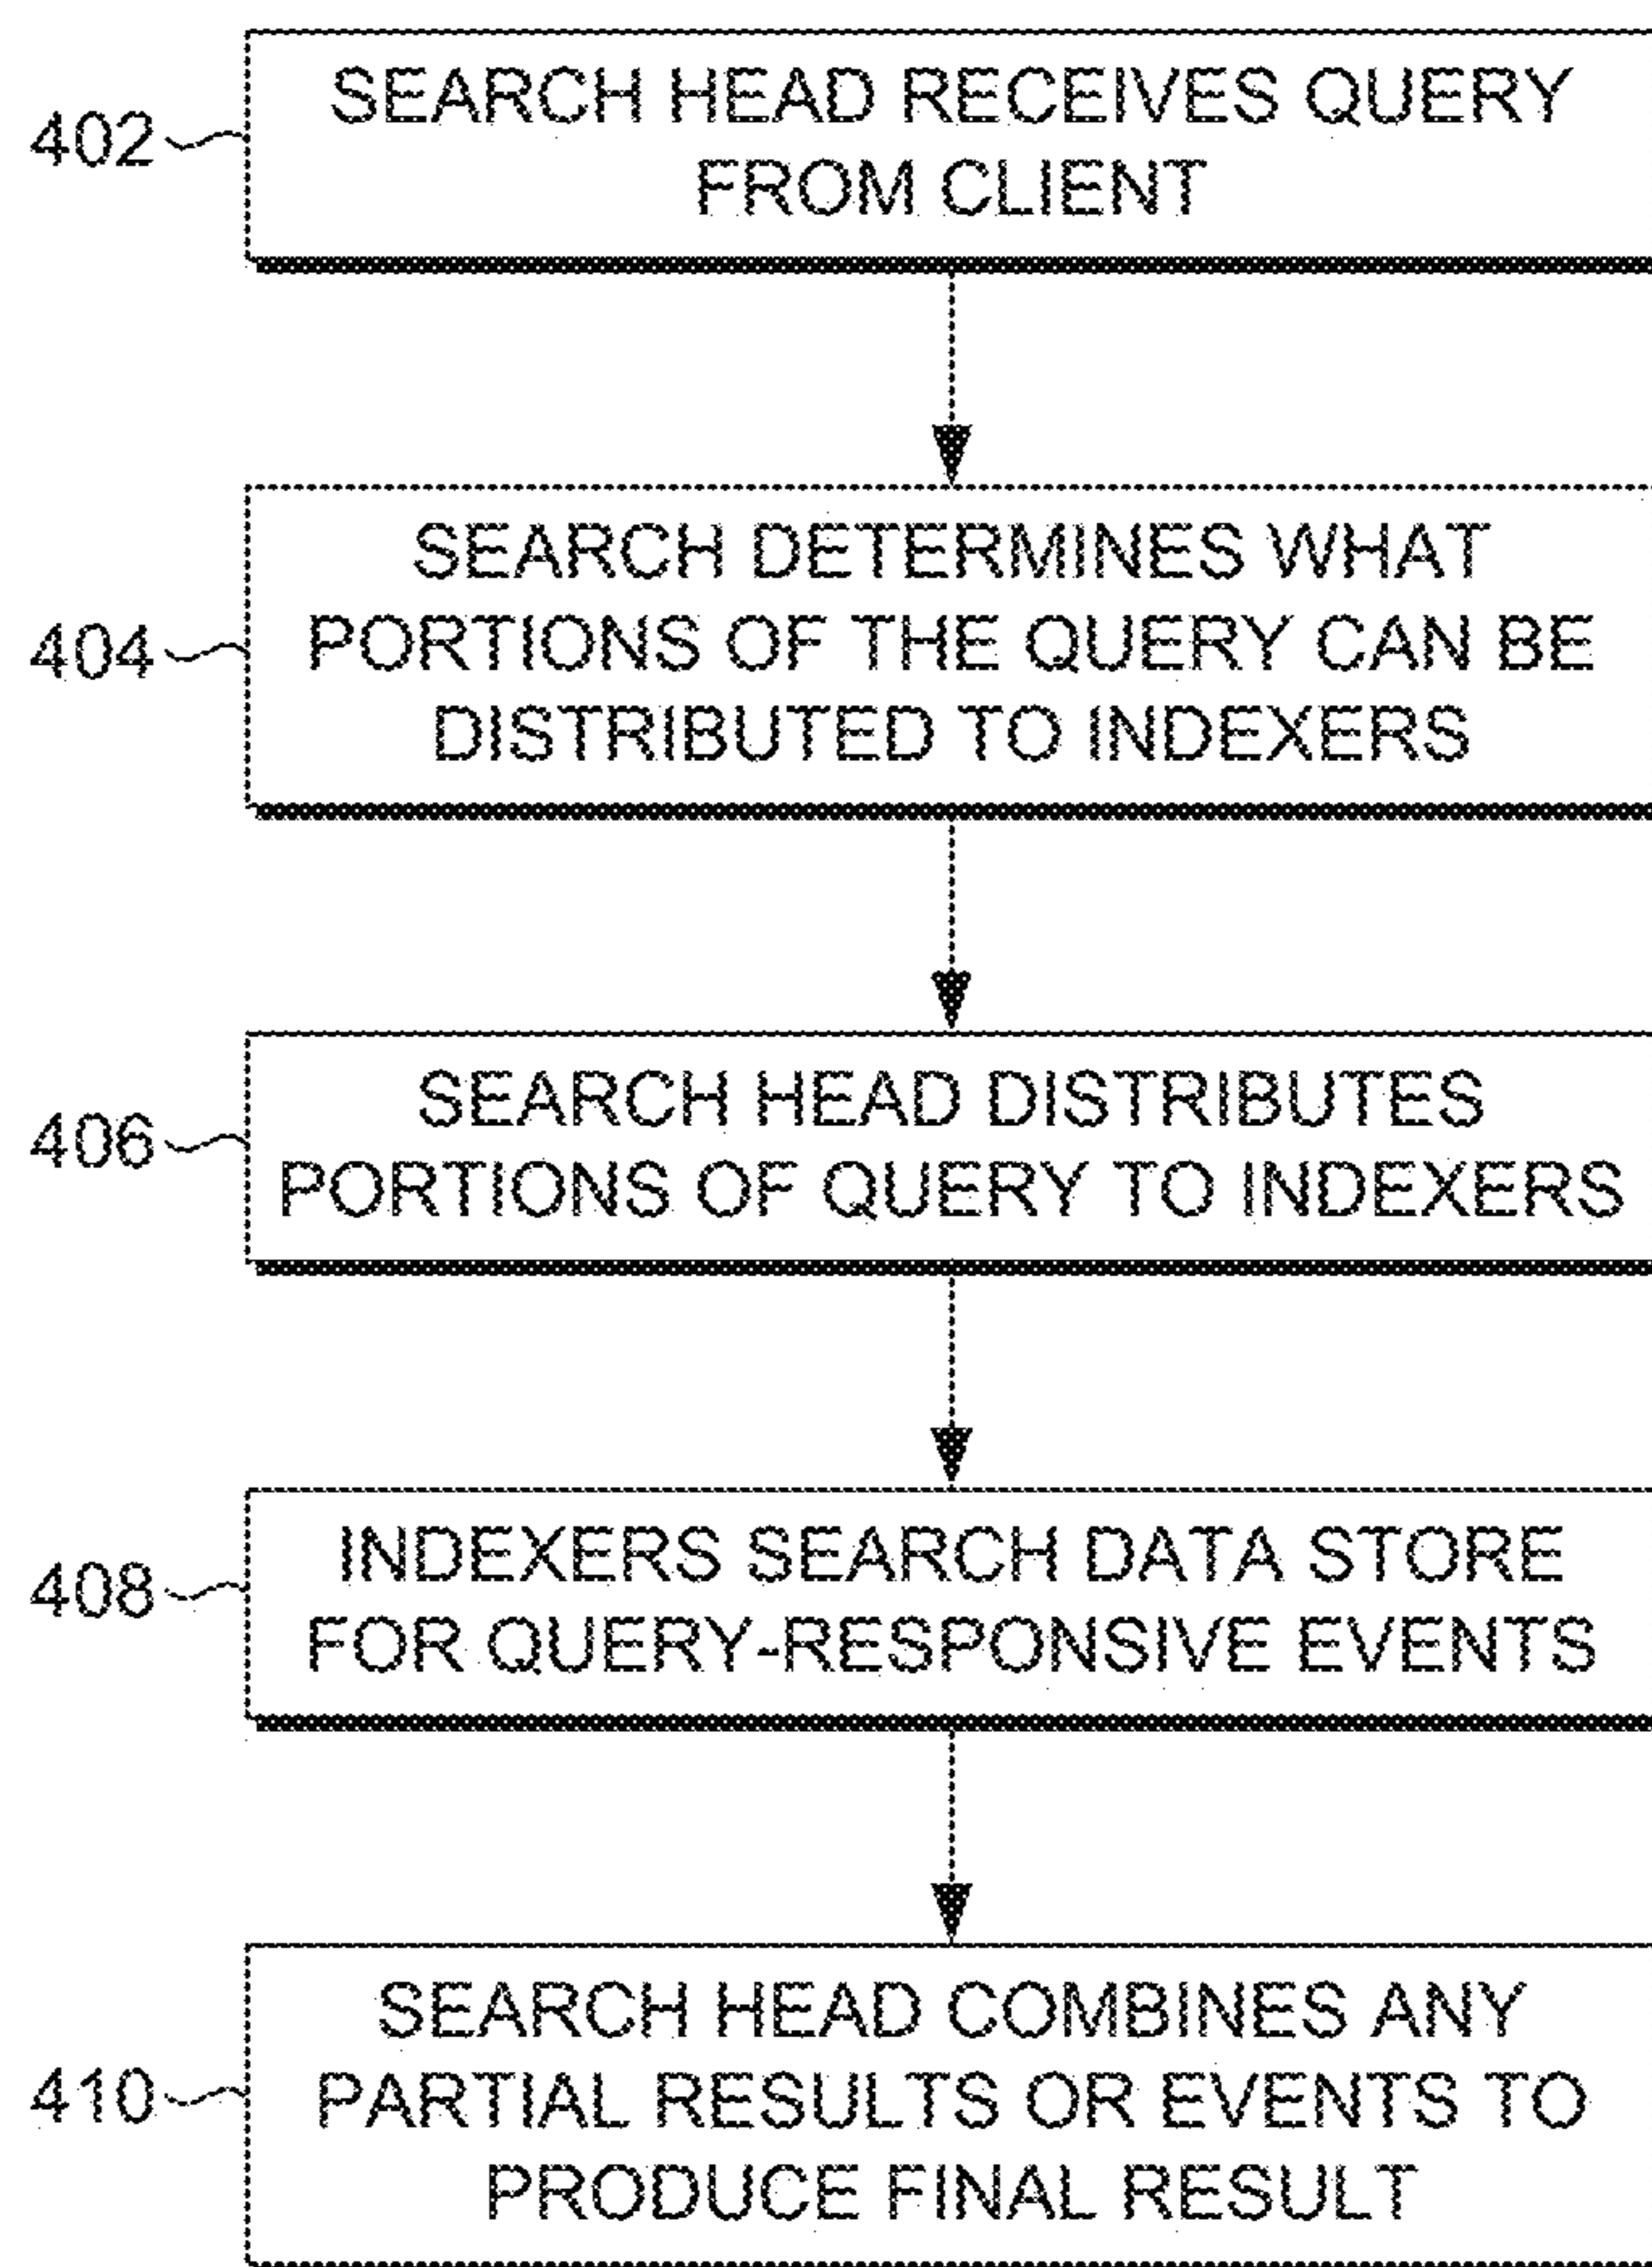 402
SEARCH HEAD RECEIVES QUERY
FROM CLIENT
404
SEARCH DETERMINES WHAT
PORTIONS OF THE QUERY CAN BE
DISTRIBUTED TO INDEXERS
406
SEARCH HEAD DISTRIBUTES
PORTIONS OF QUERY TO INDEXERS
408
INDEXERS SEARCH DATA STORE
FOR QUERY-RESPONSIVE EVENTS
410
SEARCH HEAD COMBINES ANY
PARTIAL RESULTS OR EVENTS TO
PRODUCE FINAL RESULT